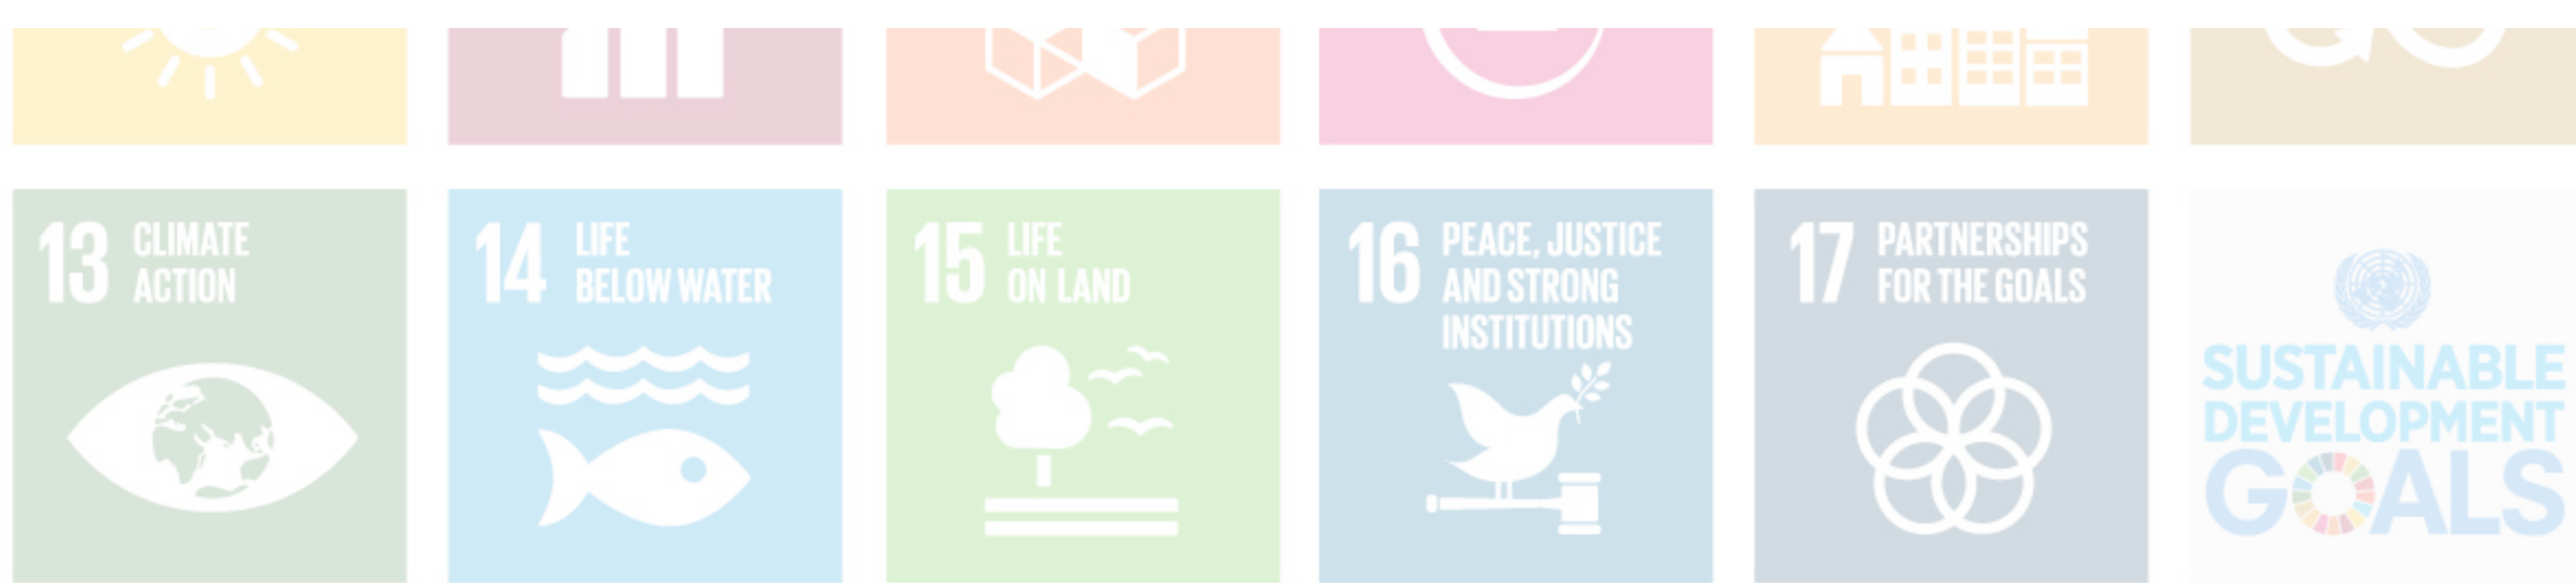 13 CLIMATE
ACTION
14 LIFE
BELOW WATER
15 LIFE
ON LAND
16 PEACE, JUSTICE
AND STRONG
INSTITUTIONS
17 PARTNERSHIPS
FOR THE GOALS
SUSTAINABLE
DEVELOPMENT
GOALS